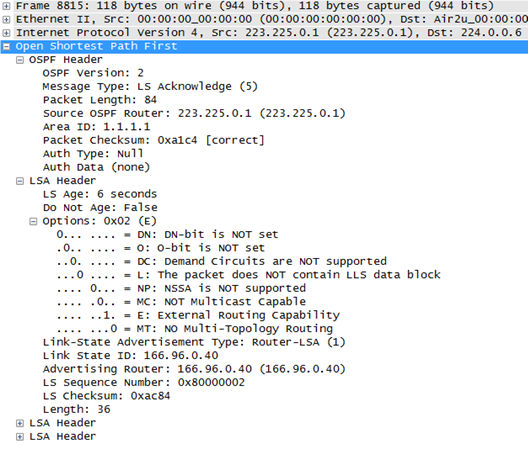 Frame 8815: 118 bytes on wire (944 bits), 118 bytes captured (944 bits)
Ethernet II, Src: 00:00:00_00:00:00 (00:00:00:00:00:00), Dst: Air2u_00:00:00
Internet Protocol Version 4, Src: 223.225.0.1 (223.225.0.1), Dst: 224.0.0.6
Open Shortest Path First
OSPF Header
OSPF Version: 2
Message Type: LS Acknowledge (5)
Packet Length: 84
Source OSPF Router: 223.225.0.1 (223.225.0.1)
Area ID: 1.1.1.1
Packet Checksum: 0xa1c4 [correct]
Auth Type: Null
Auth Data (none)
LSA Header
LS Age: 6 seconds
Do Not Age: False
Options: 0x02 (E)
0... .... = DN: DN-bit is NOT set
.0.. .... = O: O-bit is NOT set
..0. .... = DC: Demand Circuits are NOT supported
...0 .... = L: The packet does NOT contain LLS data block
.... 0... = NP: NSSA is NOT supported
.... .0.. = MC: NOT Multicast Capable
.... ..1. = E: External Routing Capability
.... ...0 = MT: NO Multi-Topology Routing
Link-State Advertisement Type: Router-LSA (1)
Link State ID: 166.96.0.40
Advertising Router: 166.96.0.40 (166.96.0.40)
LS Sequence Number: 0x80000002
LS Checksum: 0xac84
Length: 36
LSA Header
LSA Header